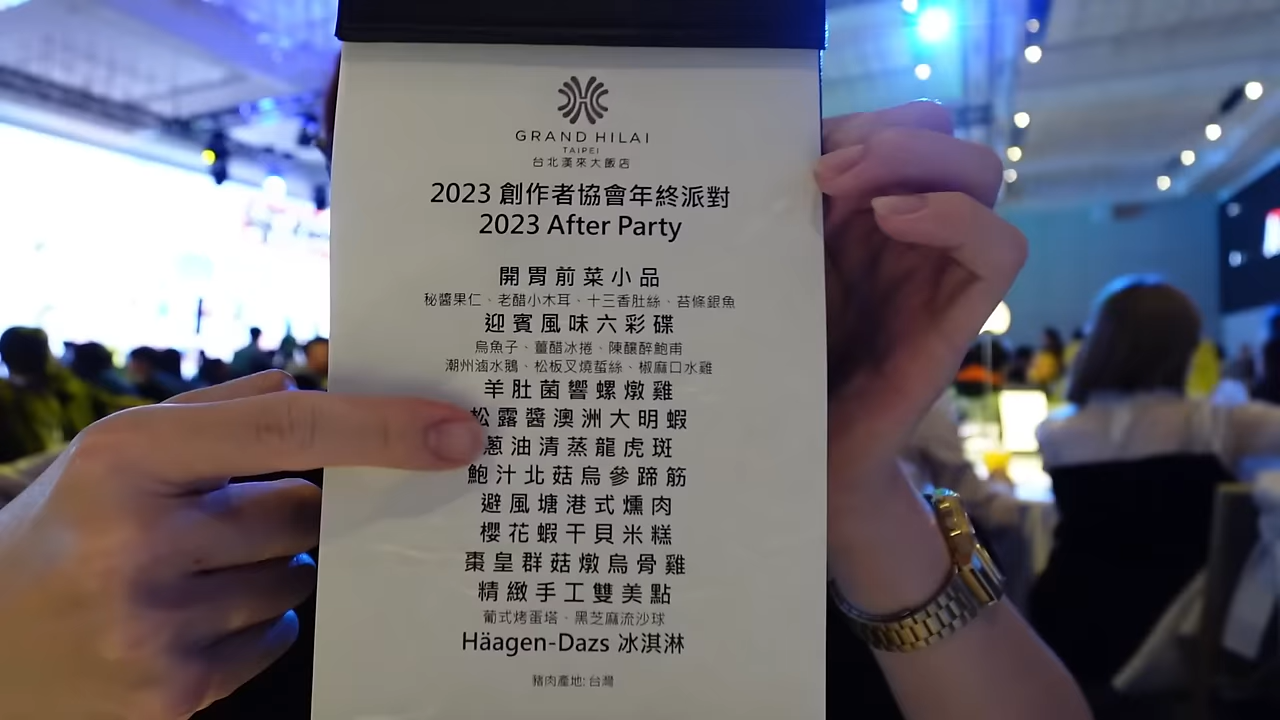 GRAND HILAI
TAIPEI
台北漢來大飯店
2023 創作者協會年終派對
2023 After Party
開胃前菜小品
秘醬果仁、老醋小木耳、十三香肚絲、苔條銀魚
迎賓風味六彩碟
烏魚子、薑醋冰捲、陳釀醉鮑甫
潮州滷水鵝、松板叉燒蜇絲、椒麻口水雞
羊肚菌響螺燉雞
松露醬澳洲大明蝦
蔥油清蒸龍虎斑
鮑汁北菇烏參蹄筋
避風塘港式燻肉
櫻花蝦干貝米糕
棗皇群菇燉烏骨雞
精緻手工雙美點
葡式烤蛋塔、黑芝麻流沙球
Häagen-Dazs 冰淇淋
豬肉產地: 台灣